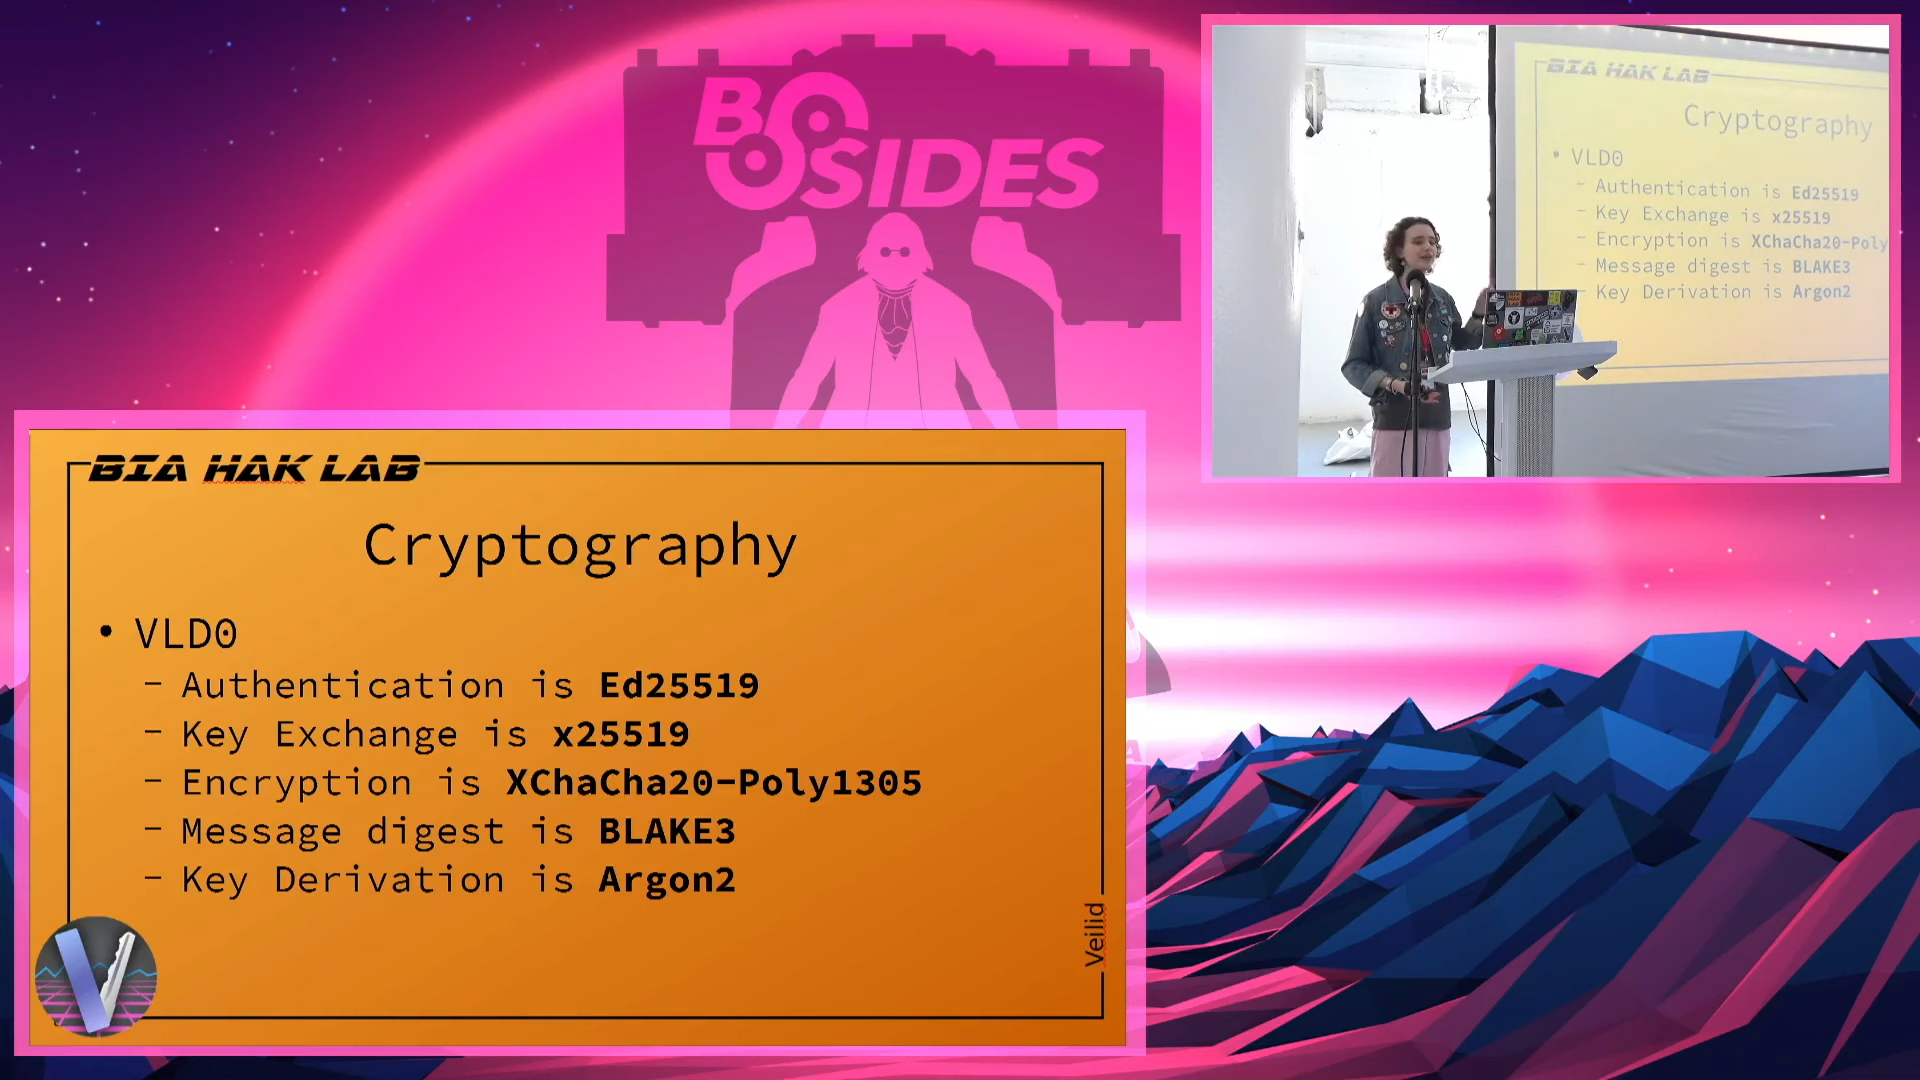 BSIDES
BIA HAK LAB
Cryptography
• VLD0
– Authentication is Ed25519
– Key Exchange is x25519
– Encryption is XChaCha20-Poly
– Message digest is BLAKE3
– Key Derivation is Argon2
BIA HAK LAB
Cryptography
• VLD0
– Authentication is Ed25519
– Key Exchange is x25519
– Encryption is XChaCha20-Poly1305
– Message digest is BLAKE3
– Key Derivation is Argon2
Veilid